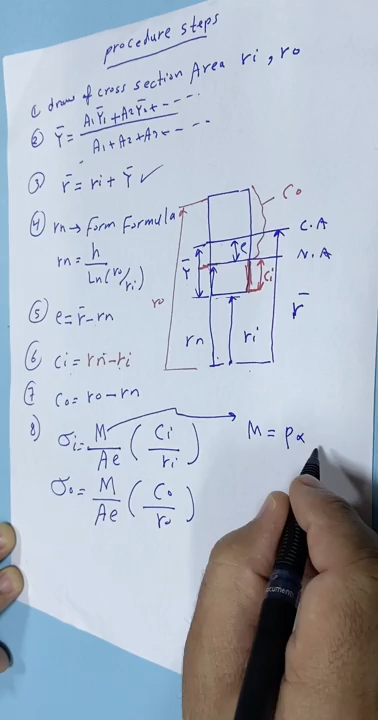 procedure steps
① draw of cross section Area ri , ro
② Ȳ = A1Ȳ1 + A2Ȳ2 + ---- / A1 + A2 + A3 + -- --
③ r̄ = ri + Ȳ ✓
④ rn → Form Formula
rn = h / Ln(ro/ri)
⑤ e = r̄ - rn
⑥ ci = rn - ri
⑦ co = ro - rn
8) σi = M/Ae (Ci/ri)
M = P∝
σo = M/Ae (Co/ro)
Co
C.A
e
N.A
Ȳ
Ci
ro
r̄
rn
ri